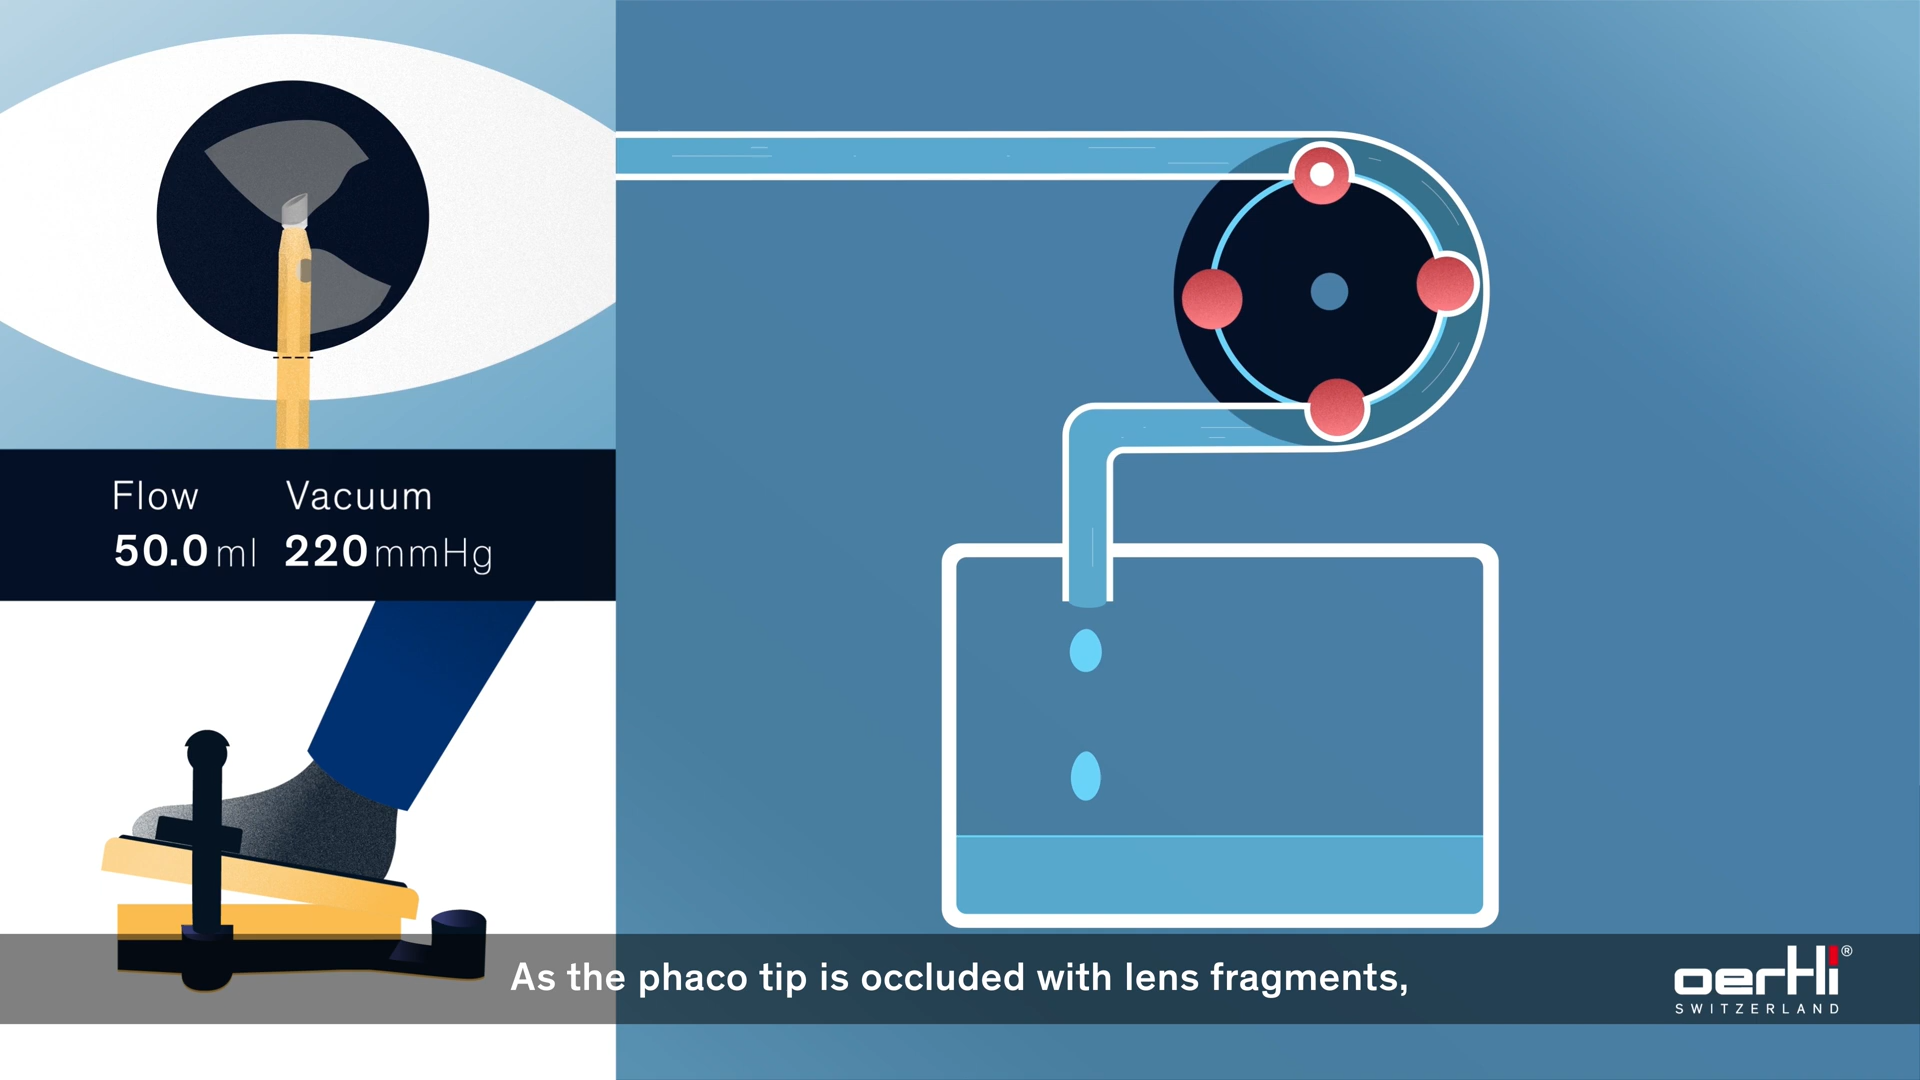 Flow Vacuum
50.0 ml 220 mmHg
As the phaco tip is occluded with lens fragments,
oertli®
SWITZERLAND